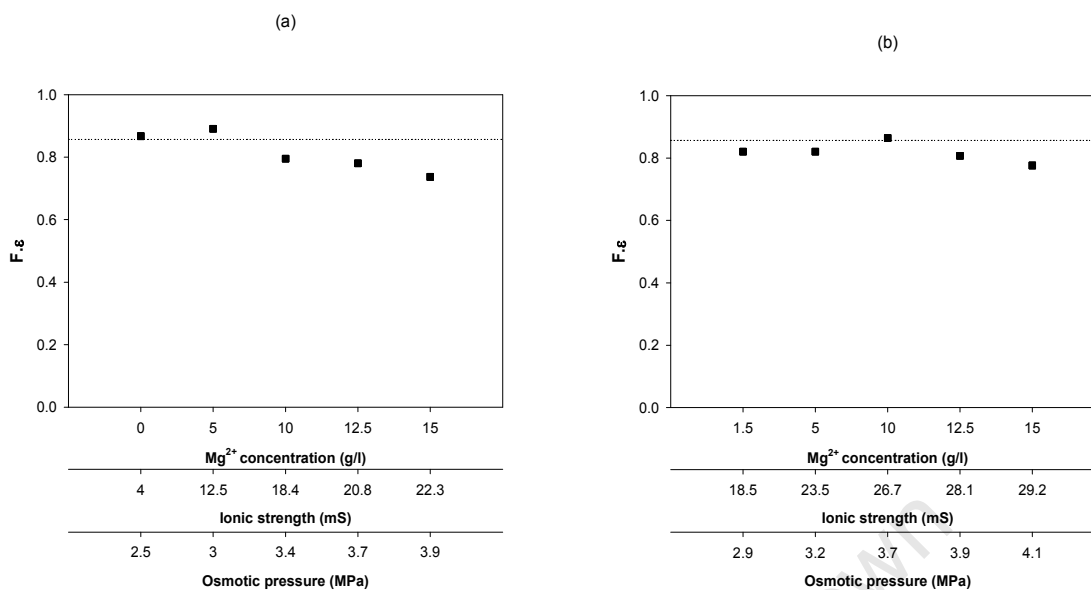 (a)
1.0
0.8
0.6
0.4
0.2
0.0
F.ε
0 5 10 12.5 15
Mg²⁺ concentration (g/l)
4 12.5 18.4 20.8 22.3
Ionic strength (mS)
2.5 3 3.4 3.7 3.9
Osmotic pressure (MPa)
(b)
1.0
0.8
0.6
0.4
0.2
0.0
F.ε
1.5 5 10 12.5 15
Mg²⁺ concentration (g/l)
18.5 23.5 26.7 28.1 29.2
Ionic strength (mS)
2.9 3.2 3.7 3.9 4.1
Osmotic pressure (MPa)
wn